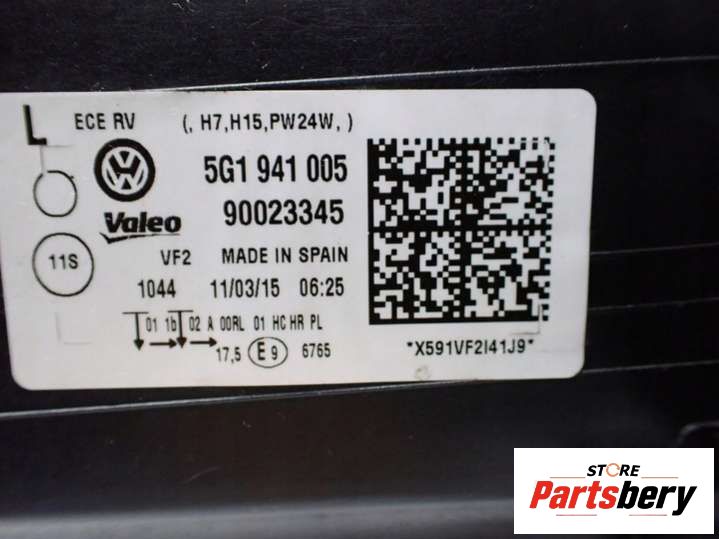 L ECE RV (, H7,H15,PW24W, )
5G1 941 005
Valeo 90023345
11S VF2 MADE IN SPAIN
1044 11/03/15 06:25
01 1b 02 A 00RL 01 HC HR PL
17,5 E 9 6765
*X591VF2I41J9*
STORE
Partsbery